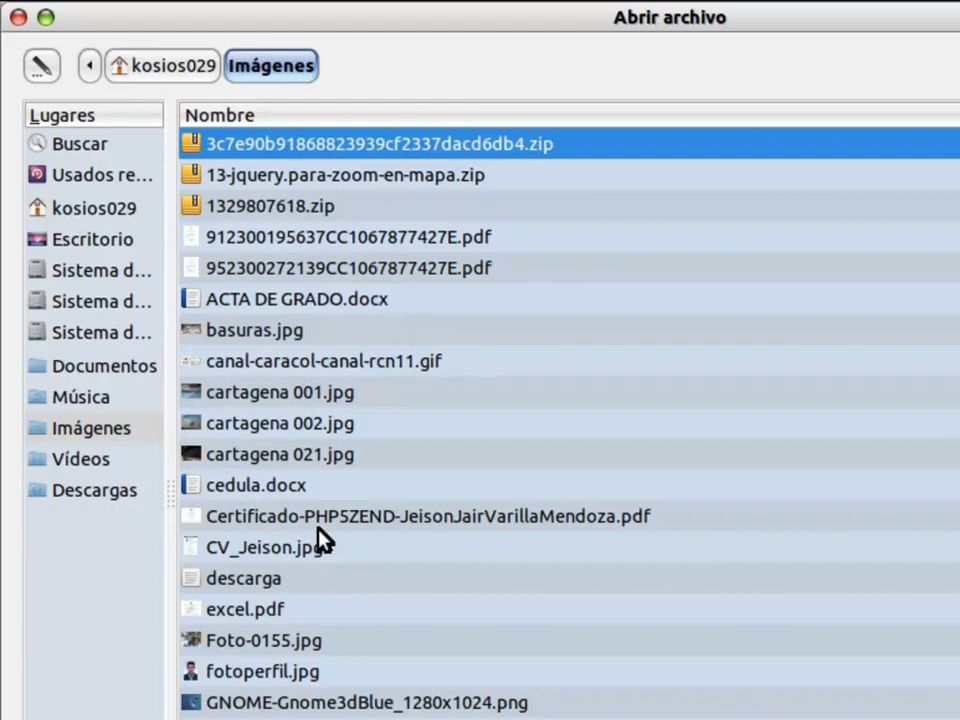 Abrir archivo
kosios029 Imágenes
Lugares
Buscar
Usados re...
kosios029
Escritorio
Sistema d...
Sistema d...
Sistema d...
Documentos
Música
Imágenes
Vídeos
Descargas
Nombre
3c7e90b91868823939cf2337dacd6db4.zip
13-jquery.para-zoom-en-mapa.zip
1329807618.zip
912300195637CC1067877427E.pdf
952300272139CC1067877427E.pdf
ACTA DE GRADO.docx
basuras.jpg
canal-caracol-canal-rcn11.gif
cartagena 001.jpg
cartagena 002.jpg
cartagena 021.jpg
cedula.docx
Certificado-PHP5ZEND-JeisonJairVarillaMendoza.pdf
CV_Jeison.jpg
descarga
excel.pdf
Foto-0155.jpg
fotoperfil.jpg
GNOME-Gnome3dBlue_1280x1024.png